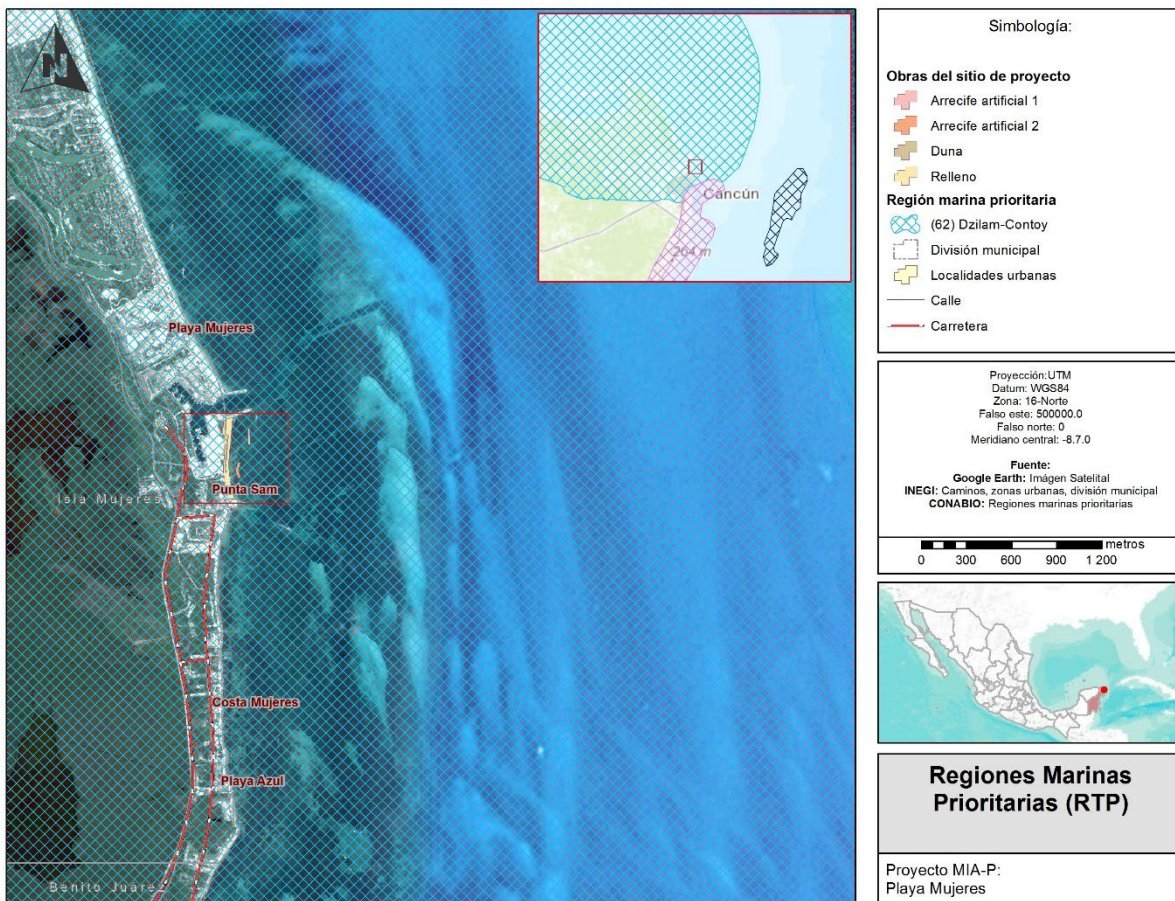 N
Cancún
264 m
Playa Mujeres
Punta Sam
Isla Mujeres
Costa Mujeres
Playa Azul
Benito Juárez
Simbología:
Obras del sitio de proyecto
Arrecife artificial 1
Arrecife artificial 2
Duna
Relleno
Región marina prioritaria
(62) Dzilam-Contoy
División municipal
Localidades urbanas
Calle
Carretera
Proyección:UTM
Datum: WGS84
Zona: 16-Norte
Falso este: 500000.0
Falso norte: 0
Meridiano central: -8.7.0
Fuente:
Google Earth: Imágen Satelital
INEGI: Caminos, zonas urbanas, división municipal
CONABIO: Regiones marinas prioritarias
metros
0 300 600 900 1 200
Regiones Marinas
Prioritarias (RTP)
Proyecto MIA-P:
Playa Mujeres